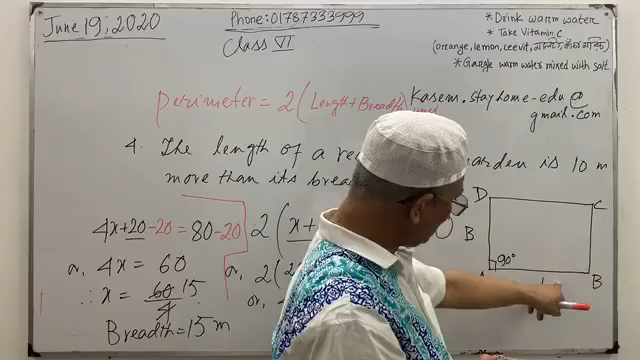 June 19, 2020
Phone: 01787333999
Class VI
* Drink warm water
* Take Vitamin C
(orange, lemon, ceevit,
* Gargle warm water mixed with salt
Perimeter = 2 (Length + Breadth) unit
Kasem.stayhome-edu@
gmail.com
4. The length of a arden is 10 m
more than its
4x + 20 - 20 = 80 - 20
2 ( x +
or, 4x = 60
or, 2(2
∴ x = 60/4 15
or,
Breadth = 15 m
D C
B
90°
B